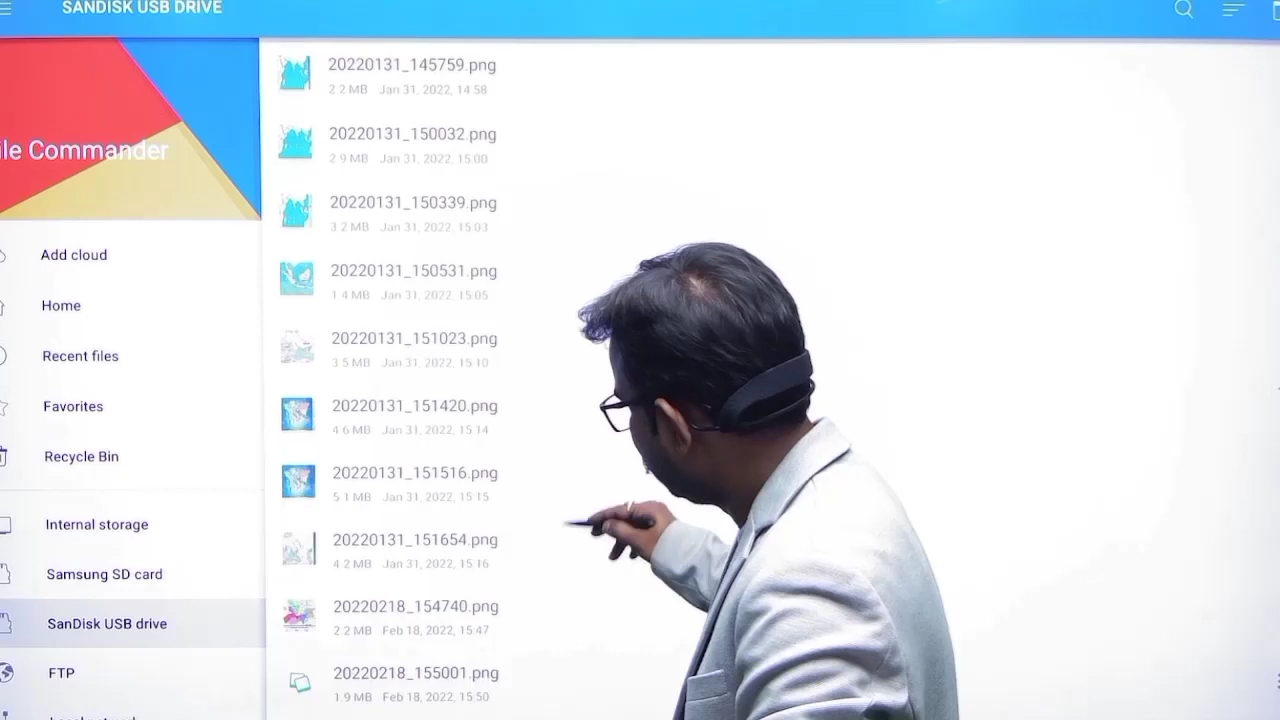 SANDISK USB DRIVE
ile Commander
Add cloud
Home
Recent files
Favorites
Recycle Bin
Internal storage
Samsung SD card
SanDisk USB drive
FTP
20220131_145759.png
2 2 MB Jan 31, 2022, 14 58
20220131_150032.png
2 9 MB Jan 31, 2022, 15:00
20220131_150339.png
3 2 MB Jan 31, 2022, 15:03
20220131_150531.png
1 4 MB Jan 31, 2022, 15:05
20220131_151023.png
3 5 MB Jan 31, 2022, 15:10
20220131_151420.png
4 6 MB Jan 31, 2022, 15:14
20220131_151516.png
5 1 MB Jan 31, 2022, 15:15
20220131_151654.png
4 2 MB Jan 31, 2022, 15:16
20220218_154740.png
2.2 MB Feb 18, 2022, 15:47
20220218_155001.png
1.9 MB Feb 18, 2022, 15:50